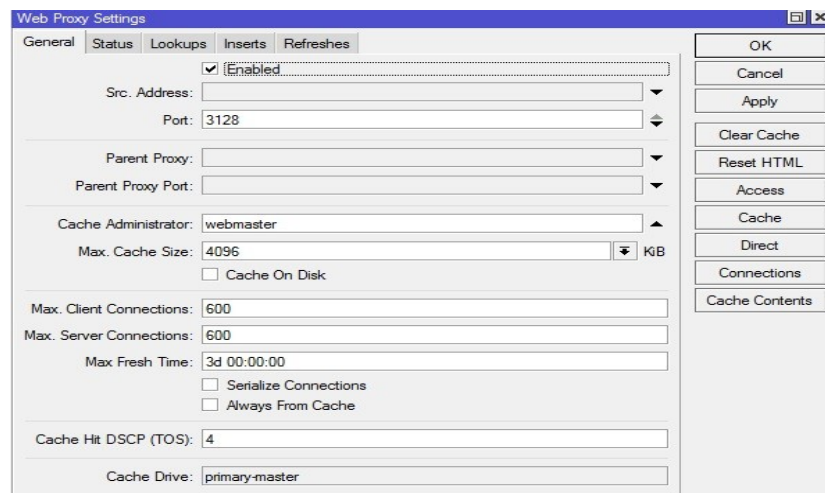 Web Proxy Settings
General Status Lookups Inserts Refreshes
Enabled
Src. Address:
Port: 3128
Parent Proxy:
Parent Proxy Port:
Cache Administrator: webmaster
Max. Cache Size: 4096 KiB
Cache On Disk
Max. Client Connections: 600
Max. Server Connections: 600
Max Fresh Time: 3d 00:00:00
Serialize Connections
Always From Cache
Cache Hit DSCP (TOS): 4
Cache Drive: primary-master
OK
Cancel
Apply
Clear Cache
Reset HTML
Access
Cache
Direct
Connections
Cache Contents